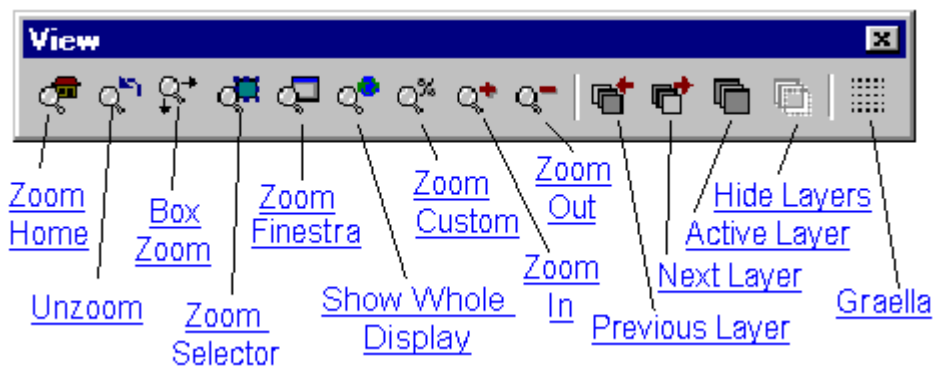 View
Zoom
Home
Unzoom
Box
Zoom
Zoom
Selector
Zoom
Finestra
Show Whole
Display
Zoom
Custom
Zoom
In
Zoom
Out
Previous Layer
Next Layer
Active Layer
Hide Layers
Graella